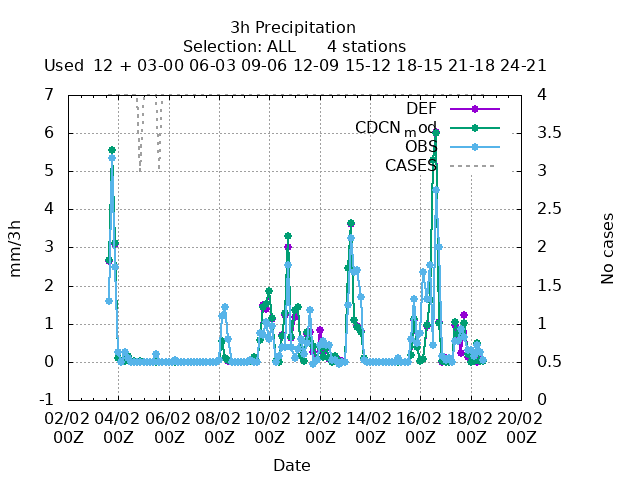 3h Precipitation
Selection: ALL 4 stations
Used 12 + 03-00 06-03 09-06 12-09 15-12 18-15 21-18 24-21
DEF
CDCN_mod
OBS
CASES
7 6 5 4 3 2 1 0 -1
mm/3h
4 3.5 3 2.5 2 1.5 1 0.5 0
No cases
02/02 04/02 06/02 08/02 10/02 12/02 14/02 16/02 18/02 20/02
00Z 00Z 00Z 00Z 00Z 00Z 00Z 00Z 00Z 00Z
Date